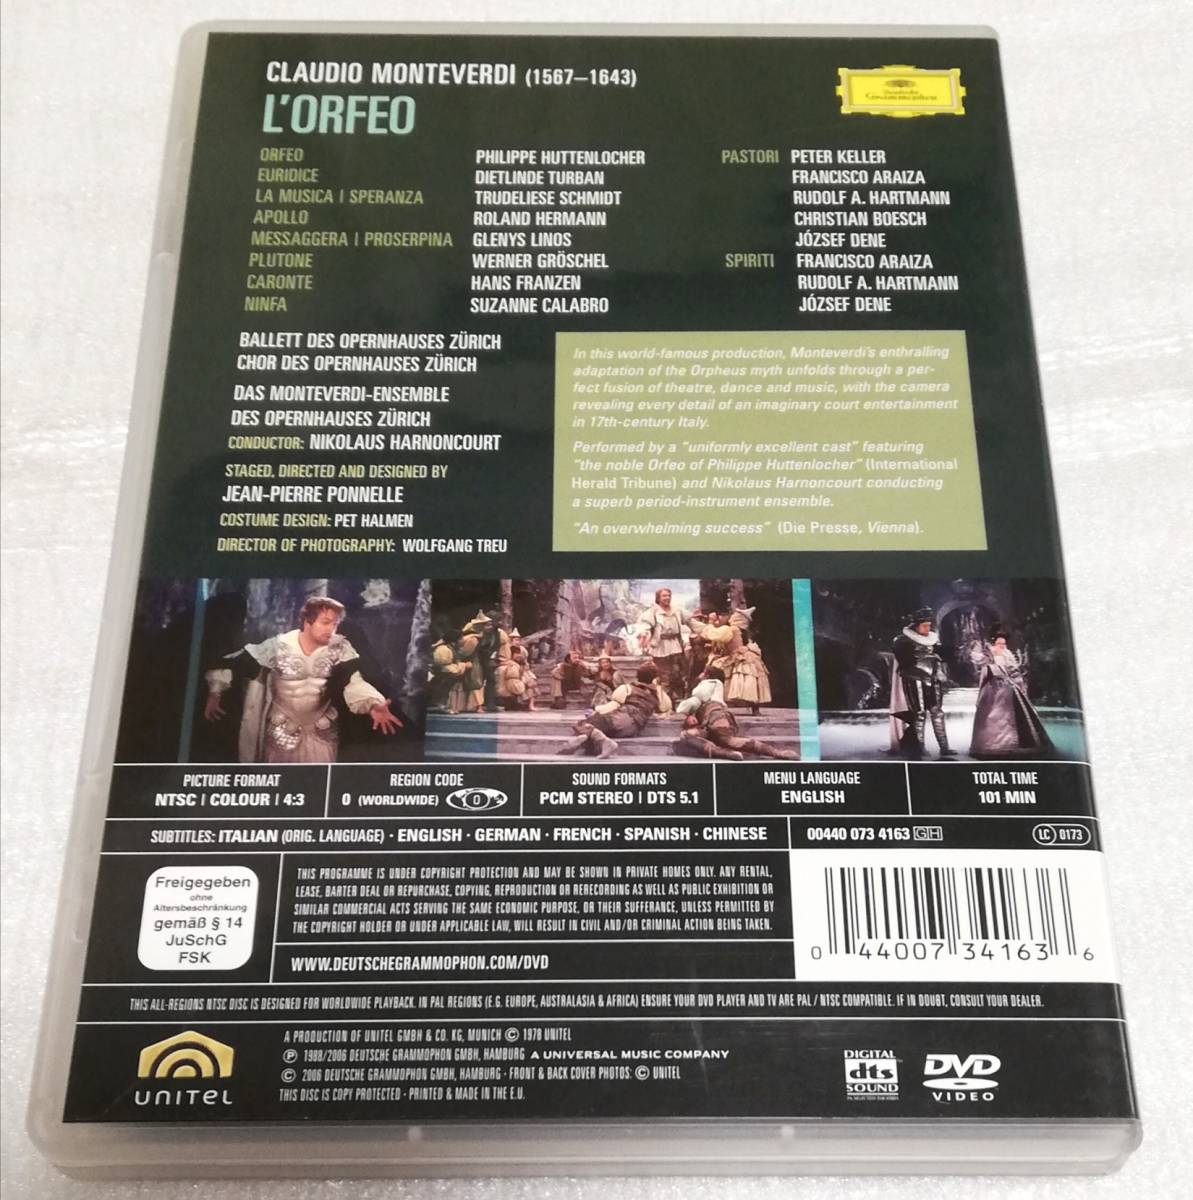 CLAUDIO MONTEVERDI (1567–1643)
L'ORFEO
Deutsche
Grammophon
ORFEO PHILIPPE HUTTENLOCHER
EURIDICE DIETLINDE TURBAN
LA MUSICA | SPERANZA TRUDELIESE SCHMIDT
APOLLO ROLAND HERMANN
MESSAGGERA | PROSERPINA GLENYS LINOS
PLUTONE WERNER GRÖSCHEL
CARONTE HANS FRANZEN
NINFA SUZANNE CALABRO
PASTORI PETER KELLER
FRANCISCO ARAIZA
RUDOLF A. HARTMANN
CHRISTIAN BOESCH
JÓZSEF DENE
SPIRITI FRANCISCO ARAIZA
RUDOLF A. HARTMANN
JÓZSEF DENE
BALLETT DES OPERNHAUSES ZÜRICH
CHOR DES OPERNHAUSES ZÜRICH
DAS MONTEVERDI-ENSEMBLE
DES OPERNHAUSES ZÜRICH
CONDUCTOR: NIKOLAUS HARNONCOURT
STAGED, DIRECTED AND DESIGNED BY
JEAN-PIERRE PONNELLE
COSTUME DESIGN: PET HALMEN
DIRECTOR OF PHOTOGRAPHY: WOLFGANG TREU
In this world-famous production, Monteverdi's enthralling
adaptation of the Orpheus myth unfolds through a per-
fect fusion of theatre, dance and music, with the camera
revealing every detail of an imaginary court entertainment
in 17th-century Italy.
Performed by a "uniformly excellent cast" featuring
"the noble Orfeo of Philippe Huttenlocher" (International
Herald Tribune) and Nikolaus Harnoncourt conducting
a superb period-instrument ensemble.
"An overwhelming success" (Die Presse, Vienna).
PICTURE FORMAT
NTSC | COLOUR | 4:3
REGION CODE
0 (WORLDWIDE) 0
SOUND FORMATS
PCM STEREO | DTS 5.1
MENU LANGUAGE
ENGLISH
TOTAL TIME
101 MIN
SUBTITLES: ITALIAN (ORIG. LANGUAGE) · ENGLISH · GERMAN · FRENCH · SPANISH · CHINESE
00440 073 4163 GH
LC 0173
Freigegeben
ohne
Altersbeschränkung
gemäß § 14
JuSchG
FSK
THIS PROGRAMME IS UNDER COPYRIGHT PROTECTION AND MAY BE SHOWN IN PRIVATE HOMES ONLY. ANY RENTAL,
LEASE, BARTER DEAL OR REPURCHASE, COPYING, REPRODUCTION OR RERECORDING AS WELL AS PUBLIC EXHIBITION OR
SIMILAR COMMERCIAL ACTS SERVING THE SAME ECONOMIC PURPOSE, OR THEIR SUFFERANCE, UNLESS PERMITTED BY
THE COPYRIGHT HOLDER OR UNDER APPLICABLE LAW, WILL RESULT IN CIVIL AND/OR CRIMINAL ACTION BEING TAKEN.
WWW.DEUTSCHEGRAMMOPHON.COM/DVD
0 44007 34163 6
THIS ALL-REGIONS NTSC DISC IS DESIGNED FOR WORLDWIDE PLAYBACK. IN PAL REGIONS (E.G. EUROPE, AUSTRALASIA & AFRICA) ENSURE YOUR DVD PLAYER AND TV ARE PAL / NTSC COMPATIBLE. IF IN DOUBT, CONSULT YOUR DEALER.
UNITEL
A PRODUCTION OF UNITEL GMBH & CO. KG, MUNICH © 1978 UNITEL
℗ 1988/2006 DEUTSCHE GRAMMOPHON GMBH, HAMBURG A UNIVERSAL MUSIC COMPANY
© 2006 DEUTSCHE GRAMMOPHON GMBH, HAMBURG · FRONT & BACK COVER PHOTOS: © UNITEL
THIS DISC IS COPY PROTECTED · PRINTED & MADE IN THE E.U.
DIGITAL
dts
SOUND
DVD
VIDEO